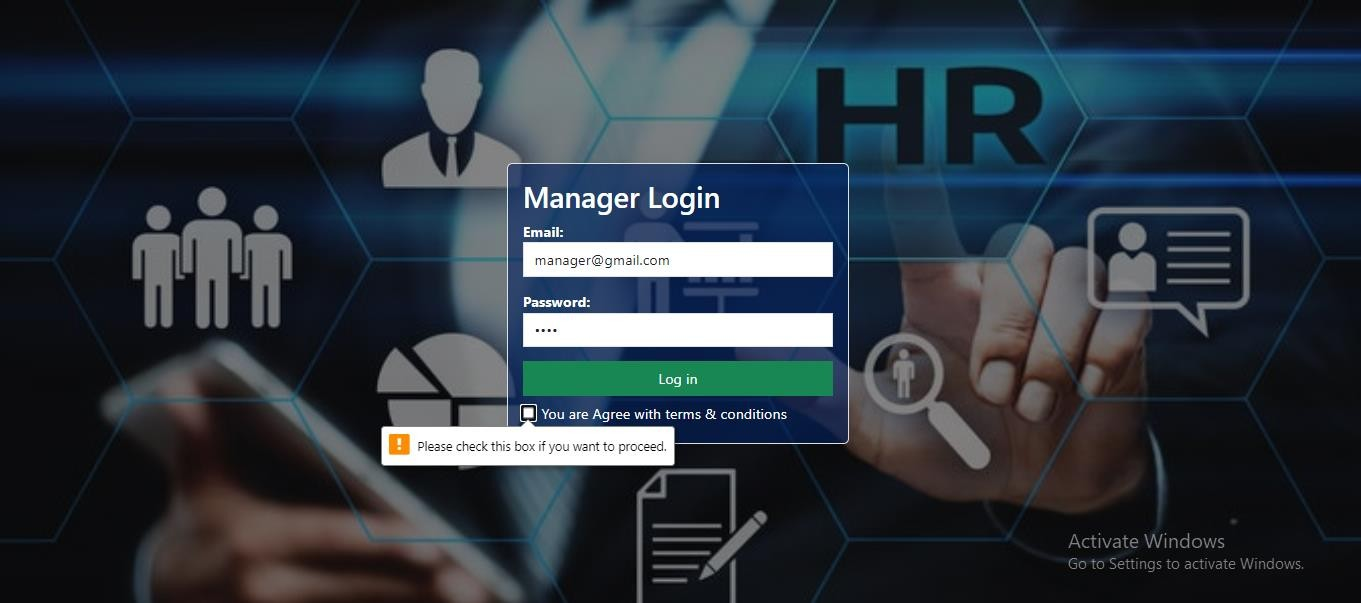 HR
Manager Login
Email:
manager@gmail.com
Password:
••••
Log in
You are Agree with terms & conditions
! Please check this box if you want to proceed.
Activate Windows
Go to Settings to activate Windows.